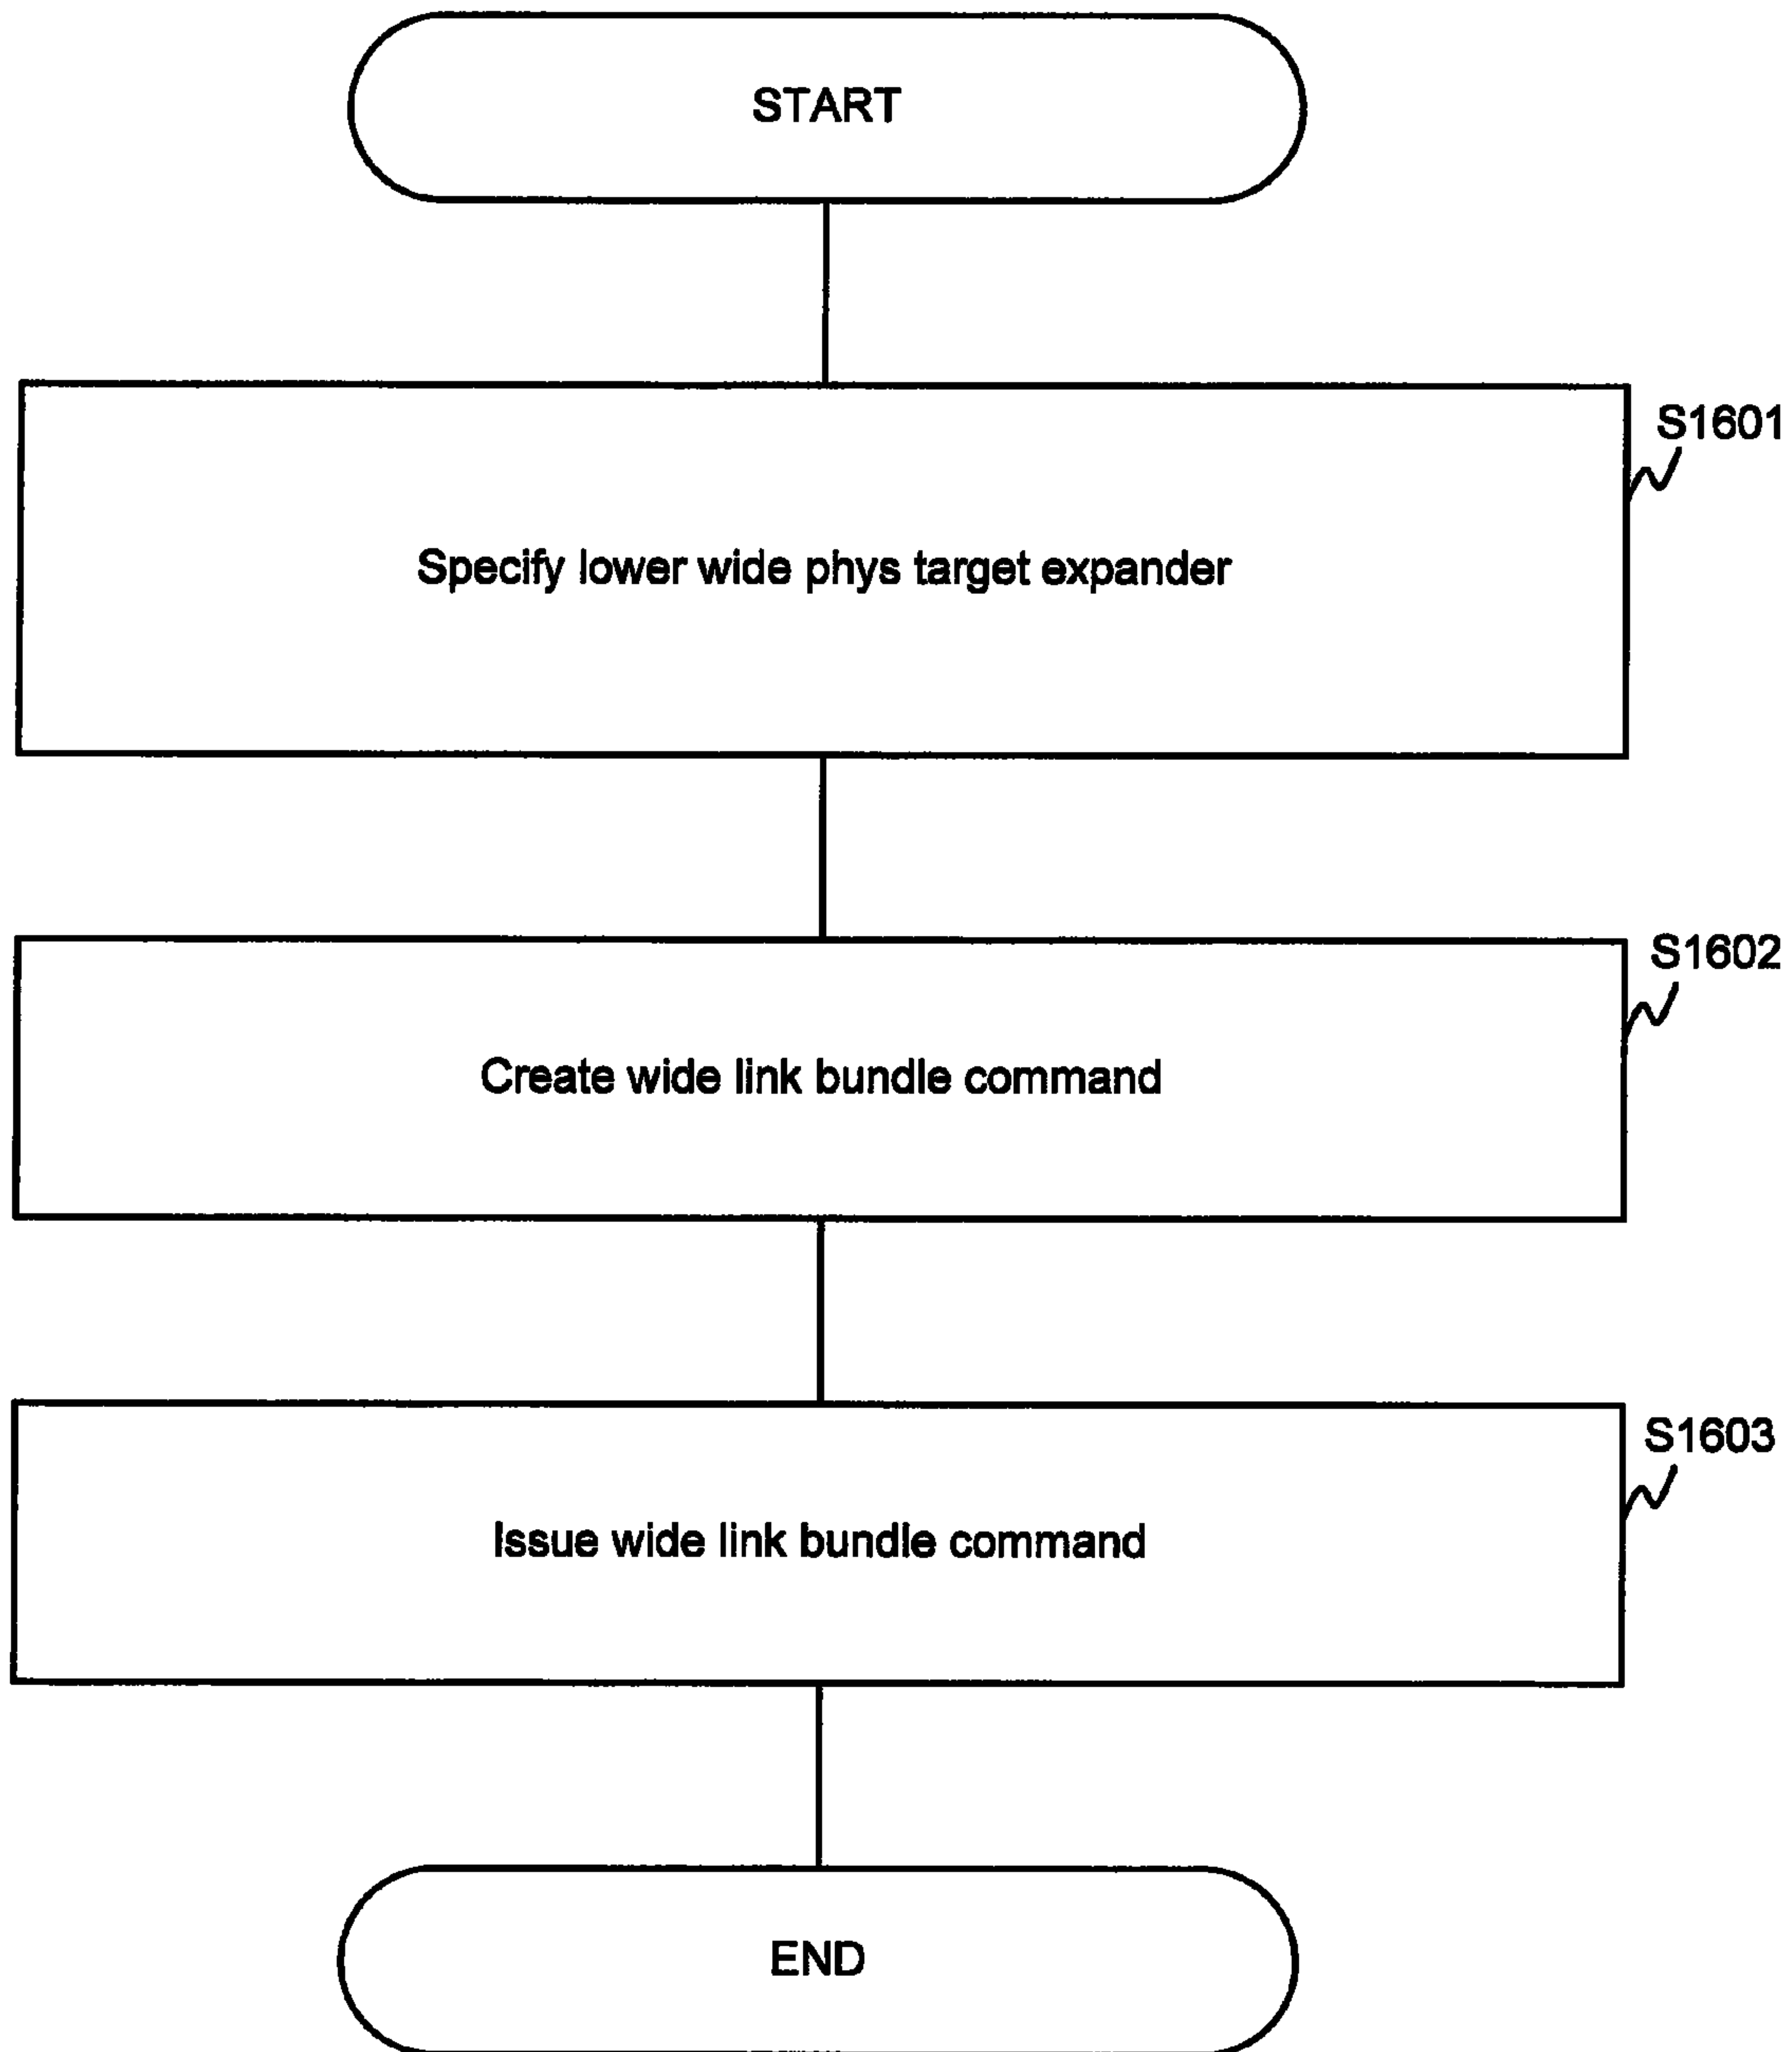 START
S1601
Specify lower wide phys target expander
S1602
Create wide link bundle command
S1603
Issue wide link bundle command
END